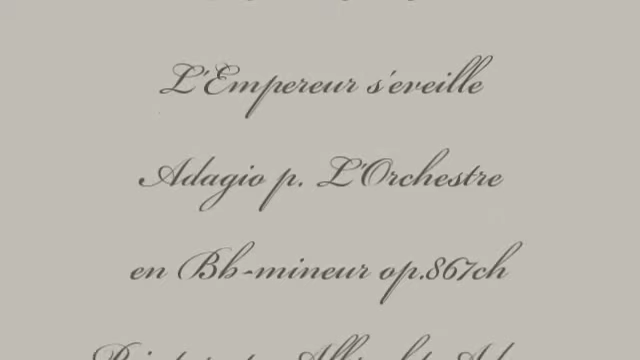 L'Empereur s'eveille
Adagio p. L'Orchestre
en Bb-mineur op.867ch